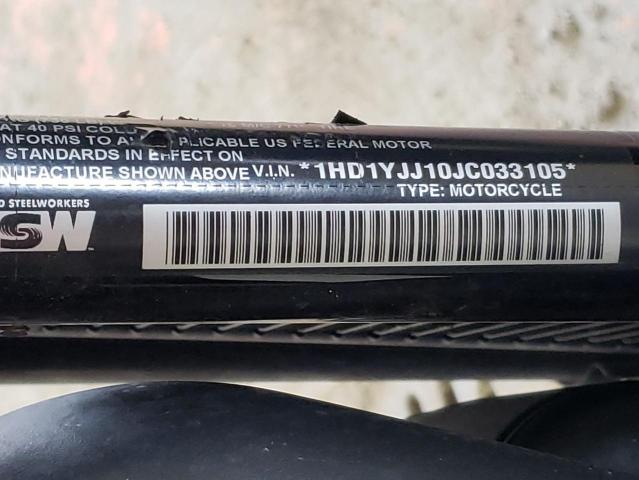 AT 40 PSI COLD
ONFORMS TO A PLICABLE US FEDERAL MOTOR
STANDARDS IN EFFECT ON
NUFACTURE SHOWN ABOVE V.I.N. *1HD1YJJ10JC033105*
TYPE: MOTORCYCLE
D STEELWORKERS
SW